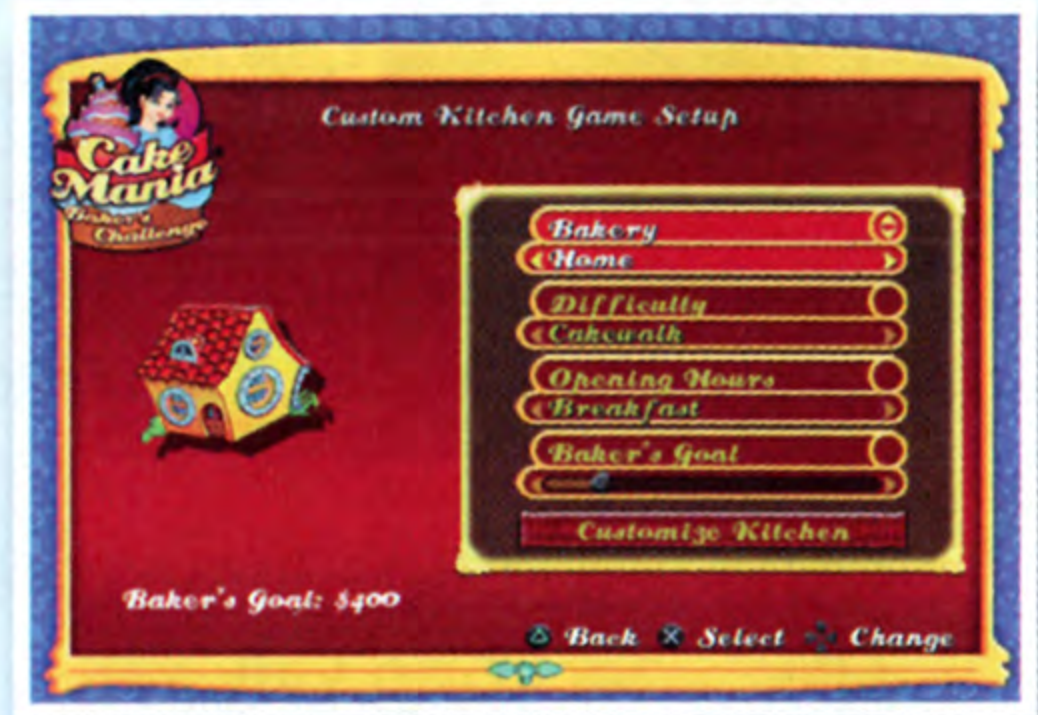 Cake
Mania
Baker's
Challenge
Custom Kitchen Game Setup
Bakery
Home
Difficulty
Cakewalk
Opening Hours
Breakfast
Baker's Goal
Customize Kitchen
Baker's Goal: $400
Back Select Change